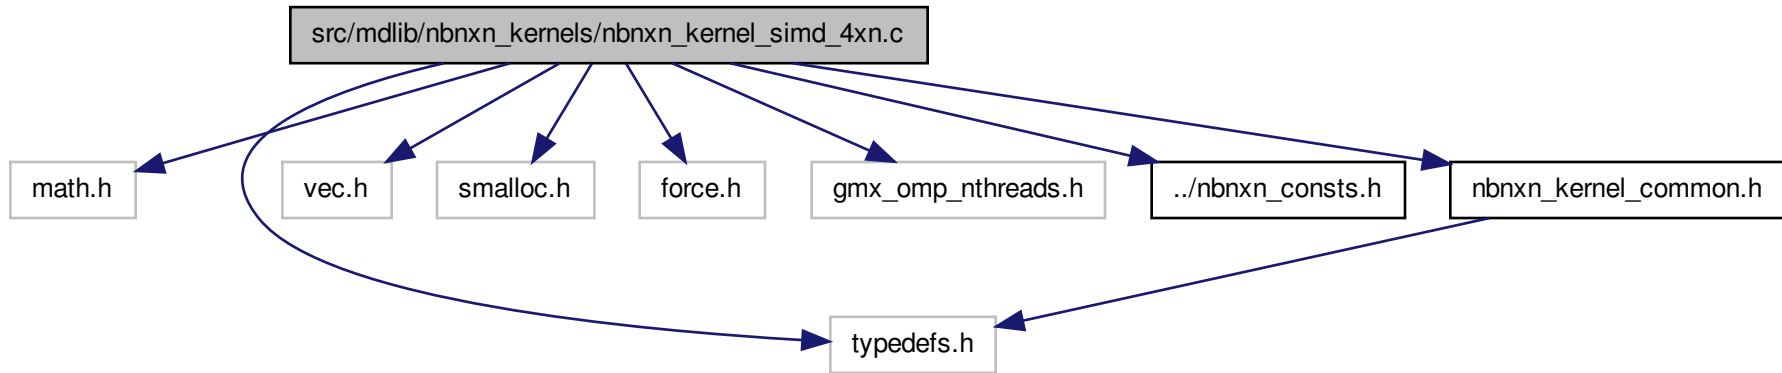 src/mdlib/nbnxn_kernels/nbnxn_kernel_simd_4xn.c
math.h
vec.h
smalloc.h
force.h
gmx_omp_nthreads.h
../nbnxn_consts.h
nbnxn_kernel_common.h
typedefs.h